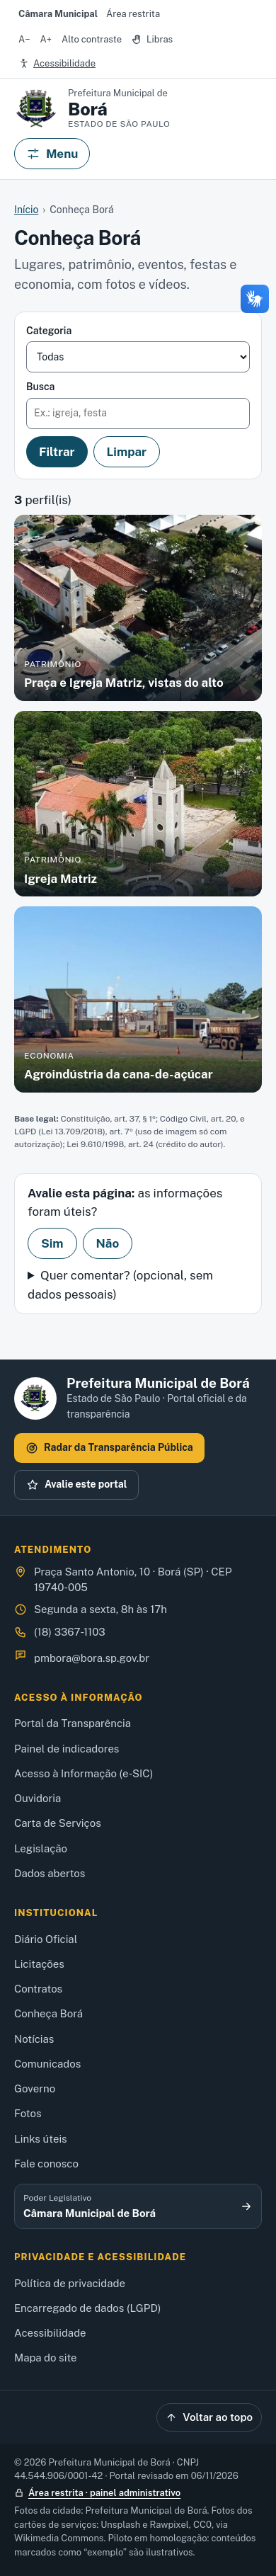 Câmara Municipal Área restrita
A− A+ Alto contraste Libras
Acessibilidade
Prefeitura Municipal de
Borá
ESTADO DE SÃO PAULO
Menu
Início › Conheça Borá
Conheça Borá
Lugares, patrimônio, eventos, festas e
economia, com fotos e vídeos.
Categoria
Todas
Busca
Ex.: igreja, festa
Filtrar Limpar
3 perfil(is)
PATRIMÔNIO
Praça e Igreja Matriz, vistas do alto
PATRIMÔNIO
Igreja Matriz
ECONOMIA
Agroindústria da cana-de-açúcar
Base legal: Constituição, art. 37, § 1º; Código Civil, art. 20, e
LGPD (Lei 13.709/2018), art. 7º (uso de imagem só com
autorização); Lei 9.610/1998, art. 24 (crédito do autor).
Avalie esta página: as informações
foram úteis?
Sim Não
▶ Quer comentar? (opcional, sem
dados pessoais)
Prefeitura Municipal de Borá
Estado de São Paulo · Portal oficial e da
transparência
Radar da Transparência Pública
Avalie este portal
ATENDIMENTO
Praça Santo Antonio, 10 · Borá (SP) · CEP
19740-005
Segunda a sexta, 8h às 17h
(18) 3367-1103
pmbora@bora.sp.gov.br
ACESSO À INFORMAÇÃO
Portal da Transparência
Painel de indicadores
Acesso à Informação (e-SIC)
Ouvidoria
Carta de Serviços
Legislação
Dados abertos
INSTITUCIONAL
Diário Oficial
Licitações
Contratos
Conheça Borá
Notícias
Comunicados
Governo
Fotos
Links úteis
Fale conosco
Poder Legislativo
Câmara Municipal de Borá
PRIVACIDADE E ACESSIBILIDADE
Política de privacidade
Encarregado de dados (LGPD)
Acessibilidade
Mapa do site
Voltar ao topo
© 2026 Prefeitura Municipal de Borá · CNPJ
44.544.906/0001-42 · Portal revisado em 06/11/2026
Área restrita · painel administrativo
Fotos da cidade: Prefeitura Municipal de Borá. Fotos dos
cartões de serviços: Unsplash e Rawpixel, CC0, via
Wikimedia Commons. Piloto em homologação: conteúdos
marcados como "exemplo" são ilustrativos.